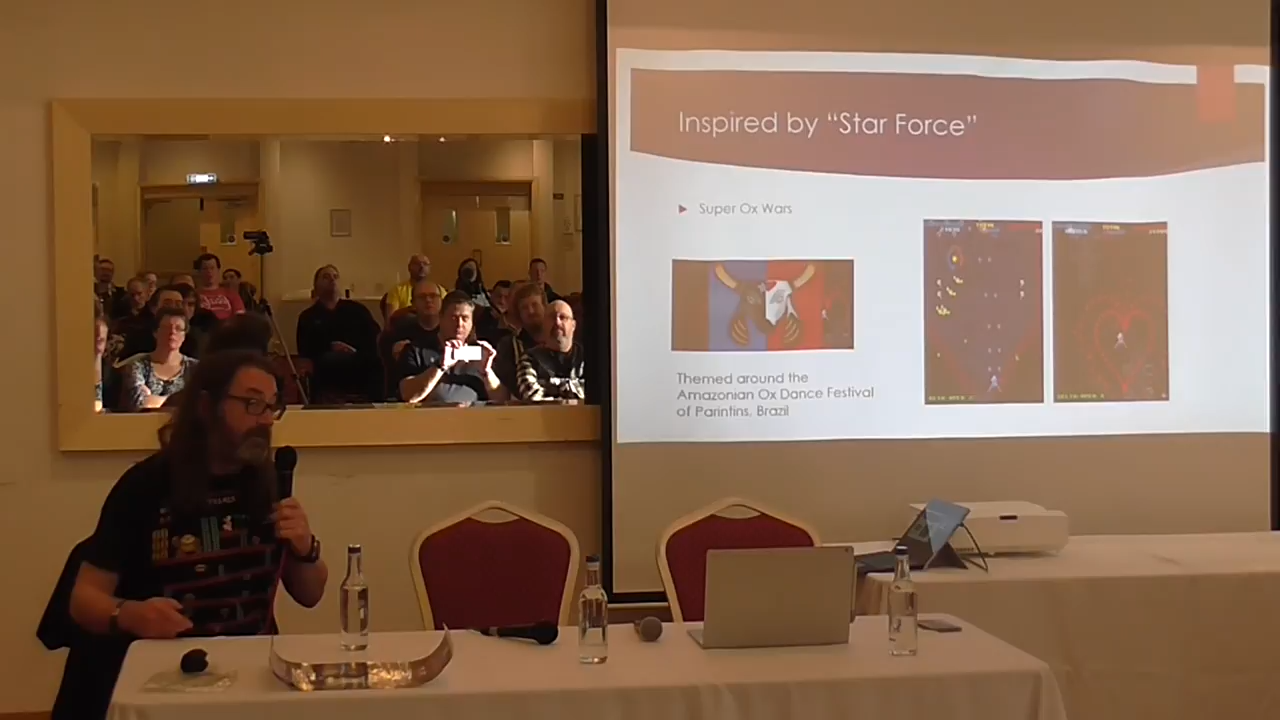 Inspired by “Star Force”
Super Ox Wars
Themed around the
Amazonian Ox Dance Festival
of Parintins, Brazil